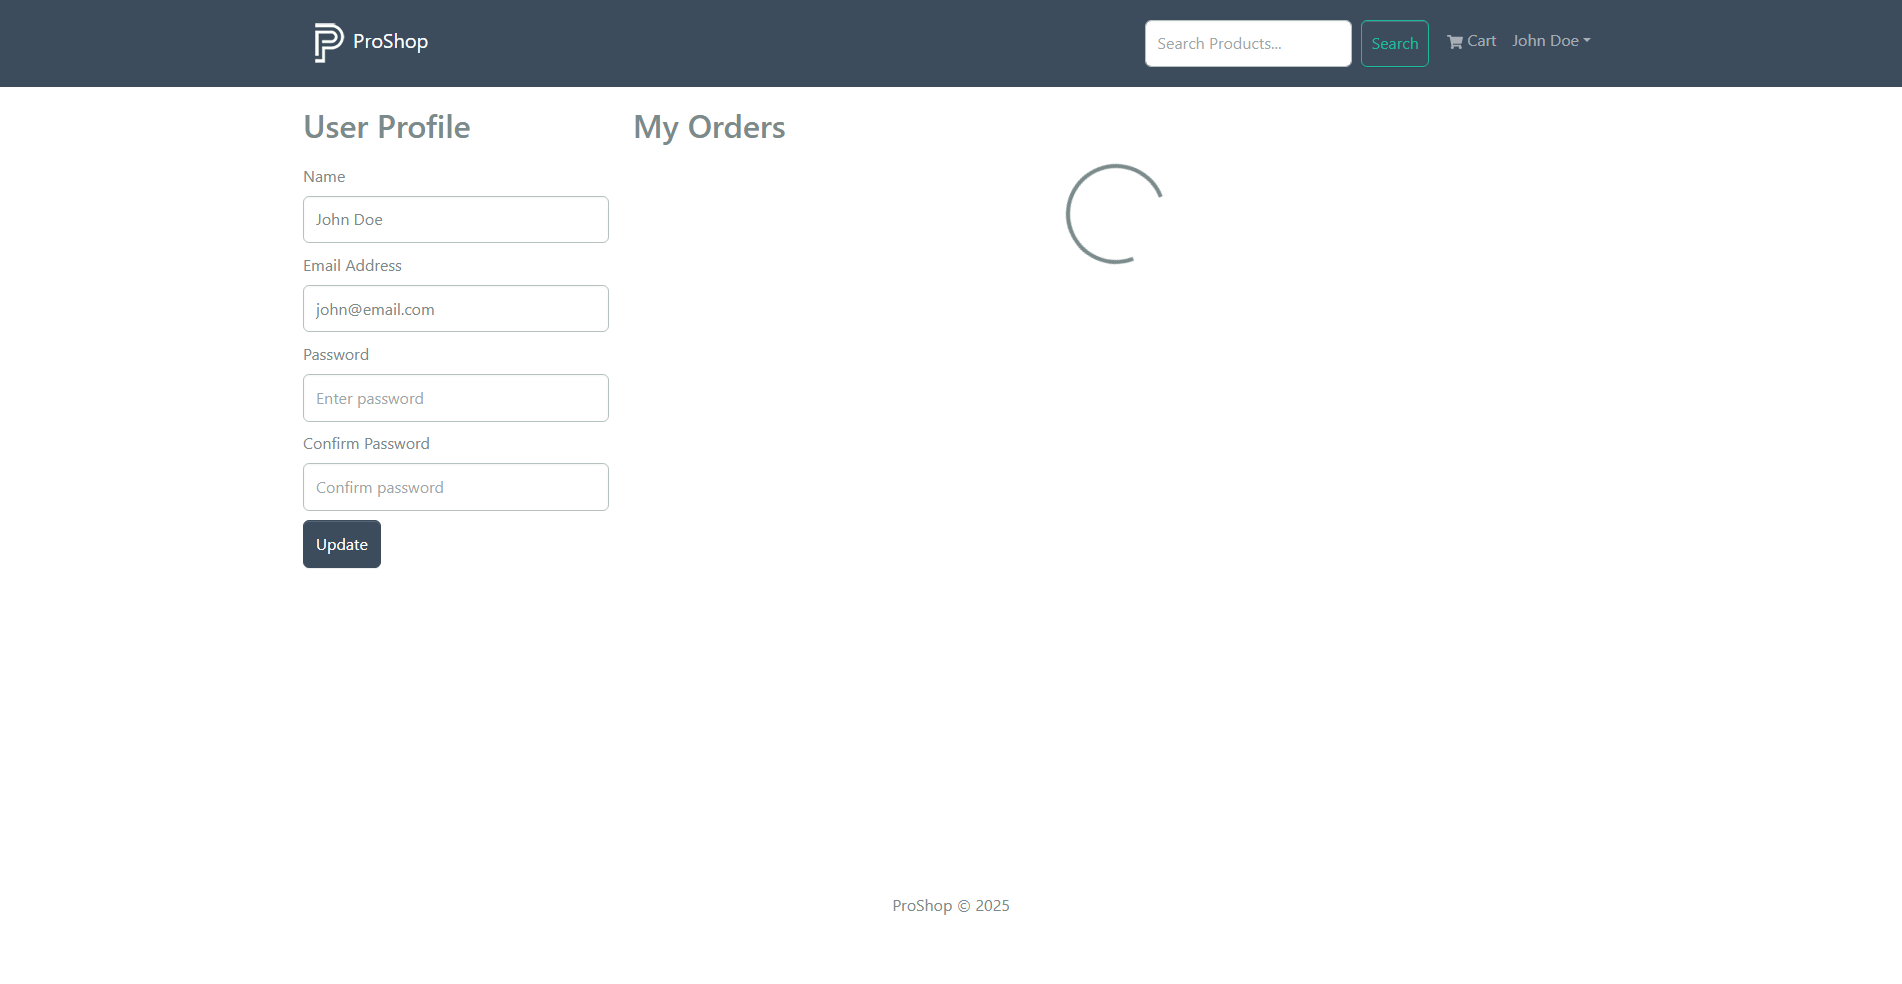 ProShop
Search Products...
Search
Cart
John Doe
User Profile
Name
John Doe
Email Address
john@email.com
Password
Enter password
Confirm Password
Confirm password
Update
My Orders
ProShop © 2025